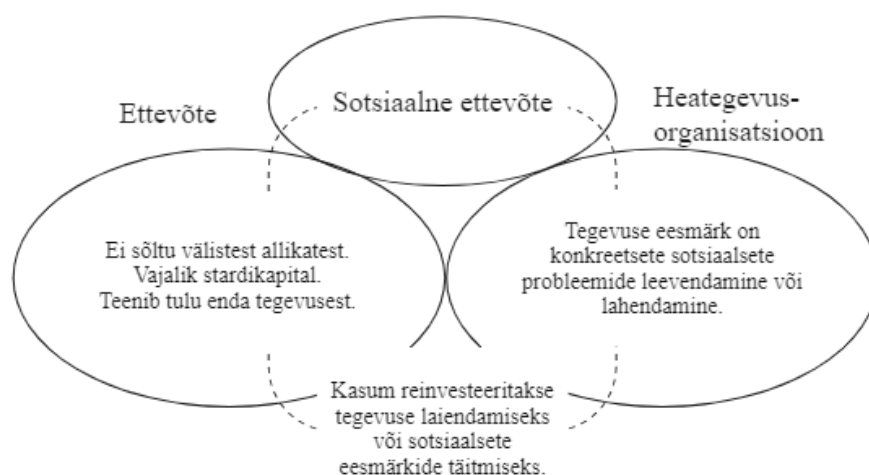 Sotsiaalne ettevõte
Ettevõte
Heategevus-
organisatsioon
Ei sõltu välistest allikatest.
Vajalik stardikapital.
Teenib tulu enda tegevusest.
Tegevuse eesmärk on
konkreetsete sotsiaalsete
probleemide leevendamine või
lahendamine.
Kasum reinvesteeritakse
tegevuse laiendamiseks
või sotsiaalsete
eesmärkide täitmiseks.